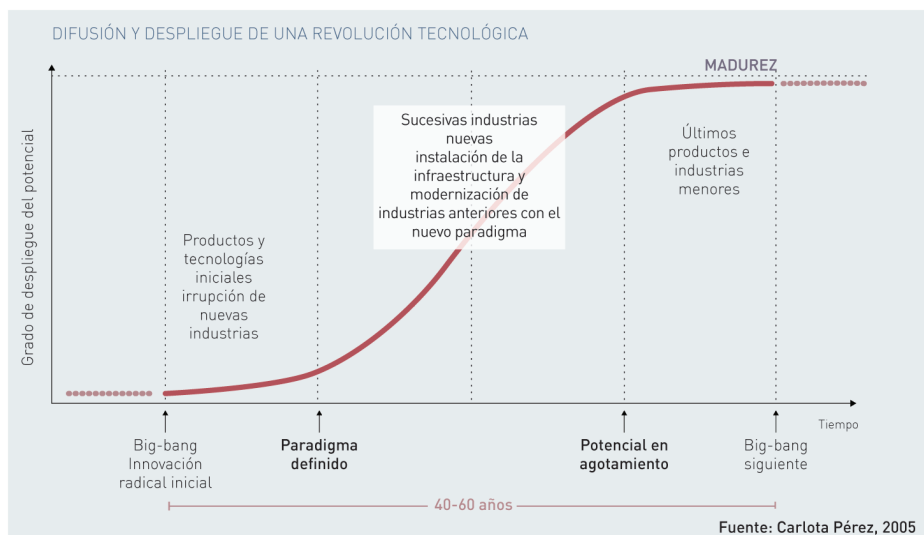 DIFUSIÓN Y DESPLIEGUE DE UNA REVOLUCIÓN TECNOLÓGICA
MADUREZ
Grado de despliegue del potencial
Productos y
tecnologías
iniciales
irrupción de
nuevas
industrias
Sucesivas industrias
nuevas
instalación de la
infraestructura y
modernización de
industrias anteriores con el
nuevo paradigma
Últimos
productos e
industrias
menores
Tiempo
Big-bang
Innovación
radical inicial
Paradigma
definido
Potencial en
agotamiento
Big-bang
siguiente
40-60 años
Fuente: Carlota Pérez, 2005